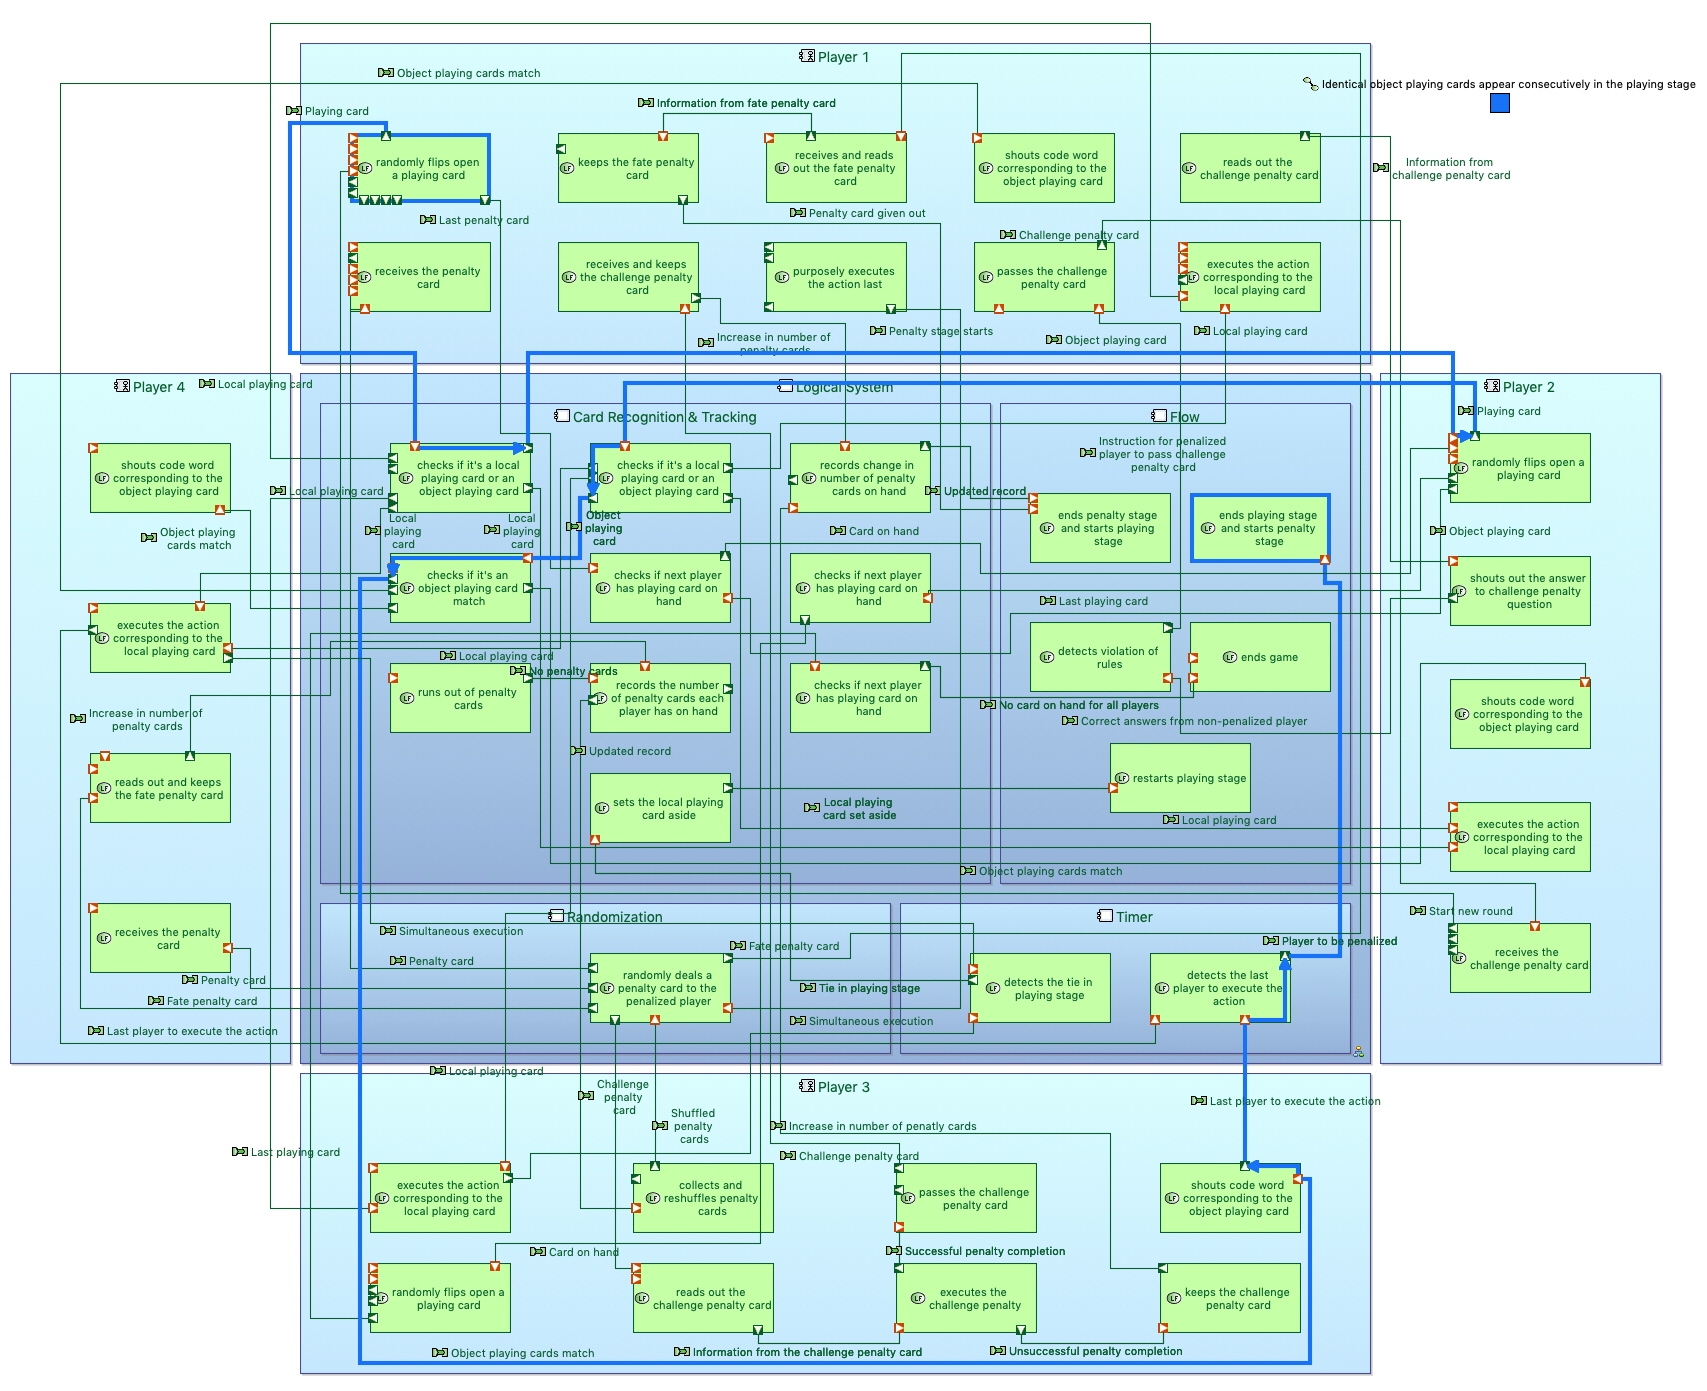 Player 1
Object playing cards match
Identical object playing cards appear consecutively in the playing stage
Playing card
Information from fate penalty card
randomly flips open
a playing card
keeps the fate penalty
card
receives and reads
out the fate penalty
card
shouts code word
corresponding to the
object playing card
reads out the
challenge penalty card
Information from
challenge penalty card
Last penalty card
Penalty card given out
Challenge penalty card
receives the penalty
card
receives and keeps
the challenge penalty
card
purposely executes
the action last
passes the challenge
penalty card
executes the action
corresponding to the
local playing card
Increase in number of
penalty cards
Penalty stage starts
Object playing card
Local playing card
Player 4
Local playing card
Logical System
Player 2
Card Recognition & Tracking
Flow
Playing card
shouts code word
corresponding to the
object playing card
checks if it's a local
playing card or an
object playing card
checks if it's a local
playing card or an
object playing card
records change in
number of penalty
cards on hand
Instruction for penalized
player to pass challenge
penalty card
randomly flips open a
playing card
Local playing card
Updated record
ends penalty stage
and starts playing
stage
ends playing stage
and starts penalty
stage
Object playing
cards match
Local
playing
card
Local
playing
card
Object
playing
card
Card on hand
Object playing card
checks if it's an
object playing card
match
checks if next player
has playing card on
hand
checks if next player
has playing card on
hand
shouts out the answer
to challenge penalty
question
Last playing card
executes the action
corresponding to the
local playing card
Local playing card
No penalty cards
detects violation of
rules
ends game
runs out of penalty
cards
records the number
of penalty cards each
player has on hand
checks if next player
has playing card on
hand
No card on hand for all players
Correct answers from non-penalized player
shouts code word
corresponding to the
object playing card
Increase in number of
penalty cards
Updated record
reads out and keeps
the fate penalty card
sets the local playing
card aside
Local playing
card set aside
restarts playing stage
Local playing card
executes the action
corresponding to the
local playing card
Object playing cards match
receives the penalty
card
Randomization
Timer
Start new round
Simultaneous execution
Fate penalty card
Player to be penalized
receives the
challenge penalty card
Penalty card
Penalty card
randomly deals a
penalty card to the
penalized player
detects the tie in
playing stage
detects the last
player to execute the
action
Tie in playing stage
Fate penalty card
Simultaneous execution
Last player to execute the action
Local playing card
Player 3
Challenge
penalty
card
Last player to execute the action
Shuffled
penalty
cards
Increase in number of penatly cards
Last playing card
Challenge penalty card
executes the action
corresponding to the
local playing card
collects and
reshuffles penalty
cards
passes the challenge
penalty card
shouts code word
corresponding to the
object playing card
Card on hand
Successful penalty completion
randomly flips open a
playing card
reads out the
challenge penalty card
executes the
challenge penalty
keeps the challenge
penalty card
Object playing cards match
Information from the challenge penalty card
Unsuccessful penalty completion